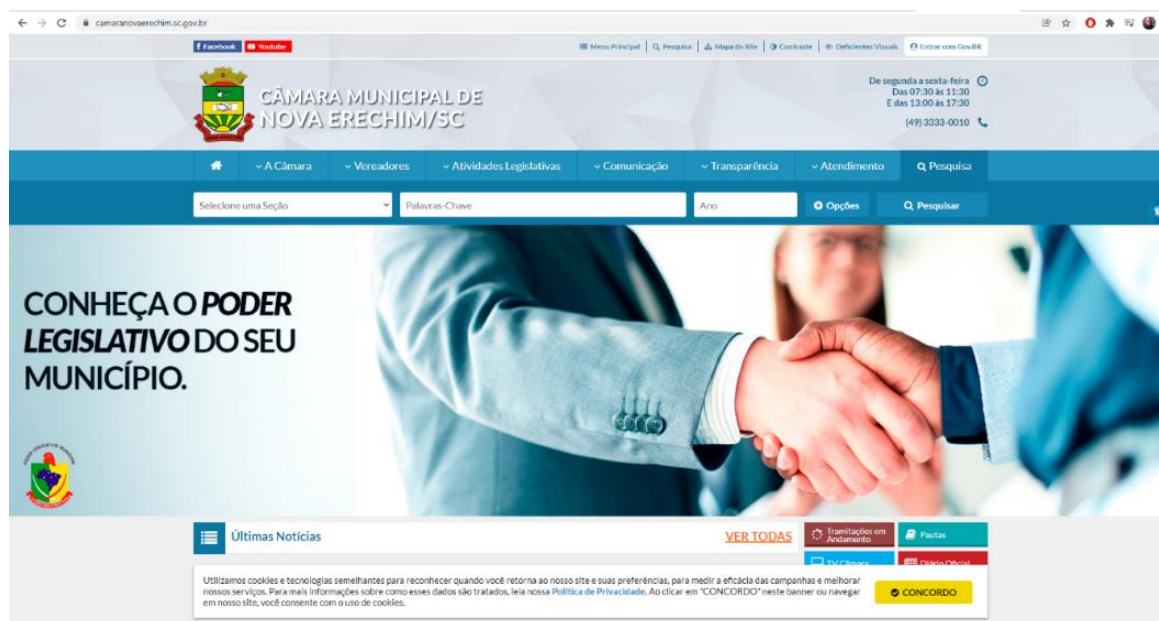 camaranovaerechim.sc.gov.br
Facebook
Youtube
Menu Principal
Pesquisa
Mapa do Site
Contraste
Deficientes Visuais
Entrar com Gov BR
CÂMARA MUNICIPAL DE
NOVA ERECHIM/SC
De segunda a sexta-feira
Das 07:30 às 11:30
E das 13:00 às 17:30
(49) 3333-0010
A Câmara
Vereadores
Atividades Legislativas
Comunicação
Transparência
Atendimento
Pesquisa
Selecione uma Seção
Palavras-Chave
Ano
Opções
Pesquisar
CONHEÇA O PODER
LEGISLATIVO DO SEU
MUNICÍPIO.
Últimas Notícias
VER TODAS
Tramitações em
Andamento
Pautas
TV Câmara
Diário Oficial
Utilizamos cookies e tecnologias semelhantes para reconhecer quando você retorna ao nosso site e suas preferências, para medir a eficácia das campanhas e melhorar
nossos serviços. Para mais informações sobre como esses dados são tratados, leia nossa Política de Privacidade. Ao clicar em "CONCORDO" neste banner ou navegar
em nosso site, você consente com o uso de cookies.
CONCORDO